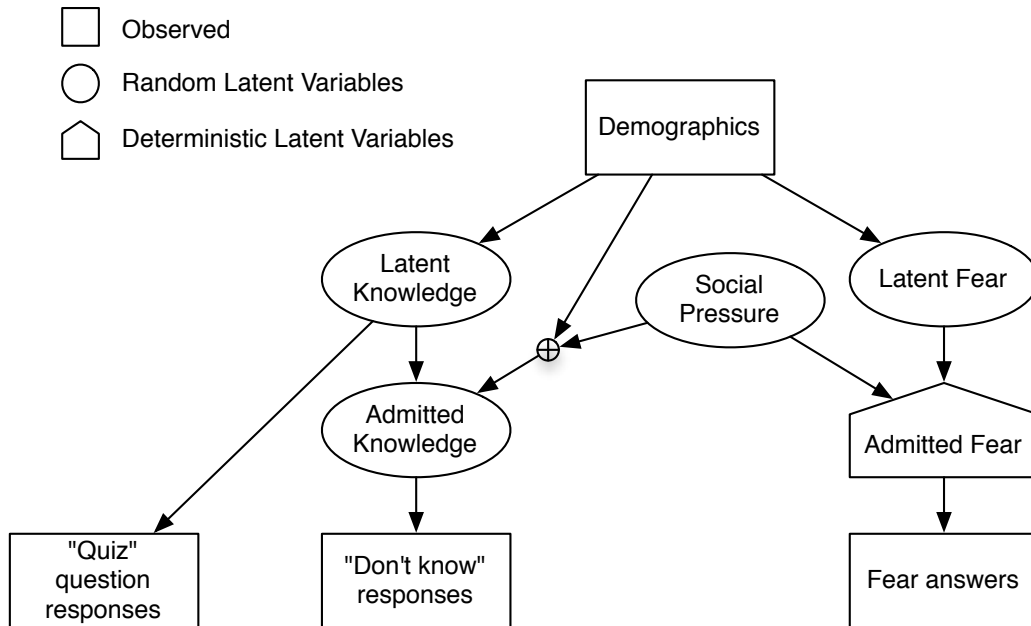 Observed
Random Latent Variables
Deterministic Latent Variables
Demographics
Latent
Knowledge
Social
Pressure
Latent Fear
Admitted
Knowledge
Admitted Fear
"Quiz"
question
responses
"Don't know"
responses
Fear answers